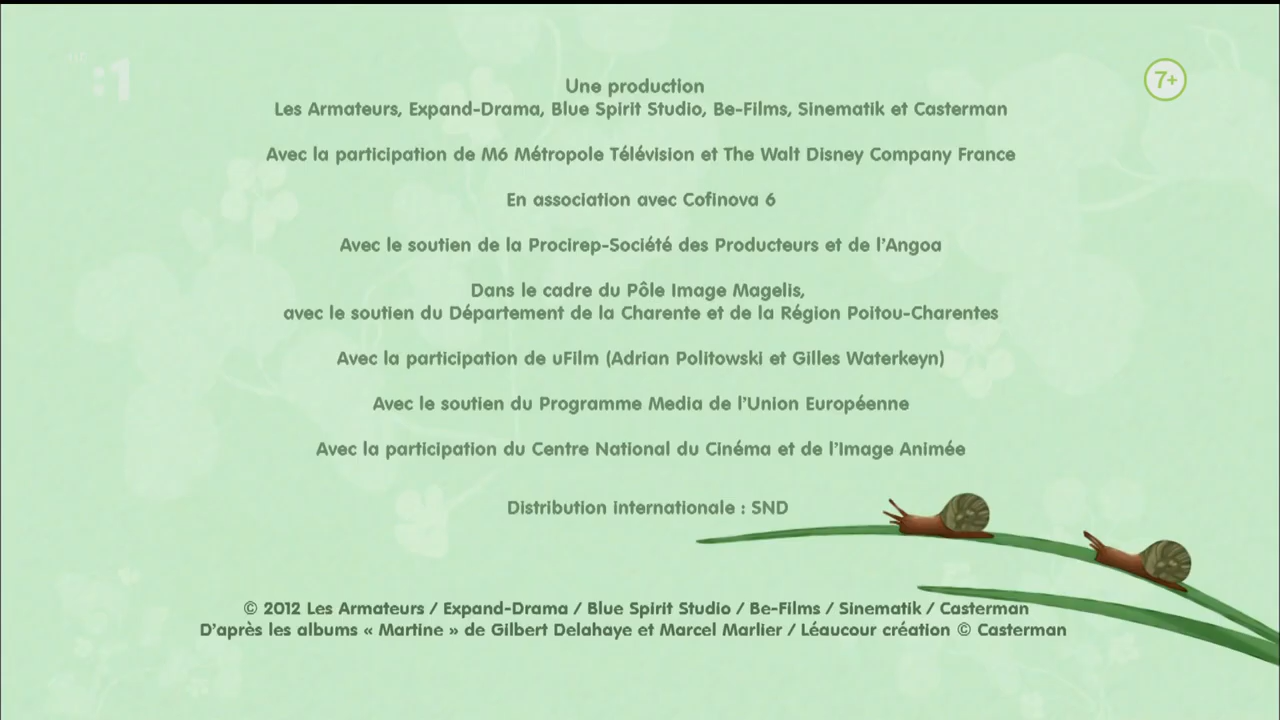 :1
7+
Une production
Les Armateurs, Expand-Drama, Blue Spirit Studio, Be-Films, Sinematik et Casterman
Avec la participation de M6 Métropole Télévision et The Walt Disney Company France
En association avec Cofinova 6
Avec le soutien de la Procirep-Société des Producteurs et de l'Angoa
Dans le cadre du Pôle Image Magelis,
avec le soutien du Département de la Charente et de la Région Poitou-Charentes
Avec la participation de uFilm (Adrian Politowski et Gilles Waterkeyn)
Avec le soutien du Programme Media de l'Union Européenne
Avec la participation du Centre National du Cinéma et de l'Image Animée
Distribution internationale : SND
© 2012 Les Armateurs / Expand-Drama / Blue Spirit Studio / Be-Films / Sinematik / Casterman
D'après les albums « Martine » de Gilbert Delahaye et Marcel Marlier / Léaucour création © Casterman